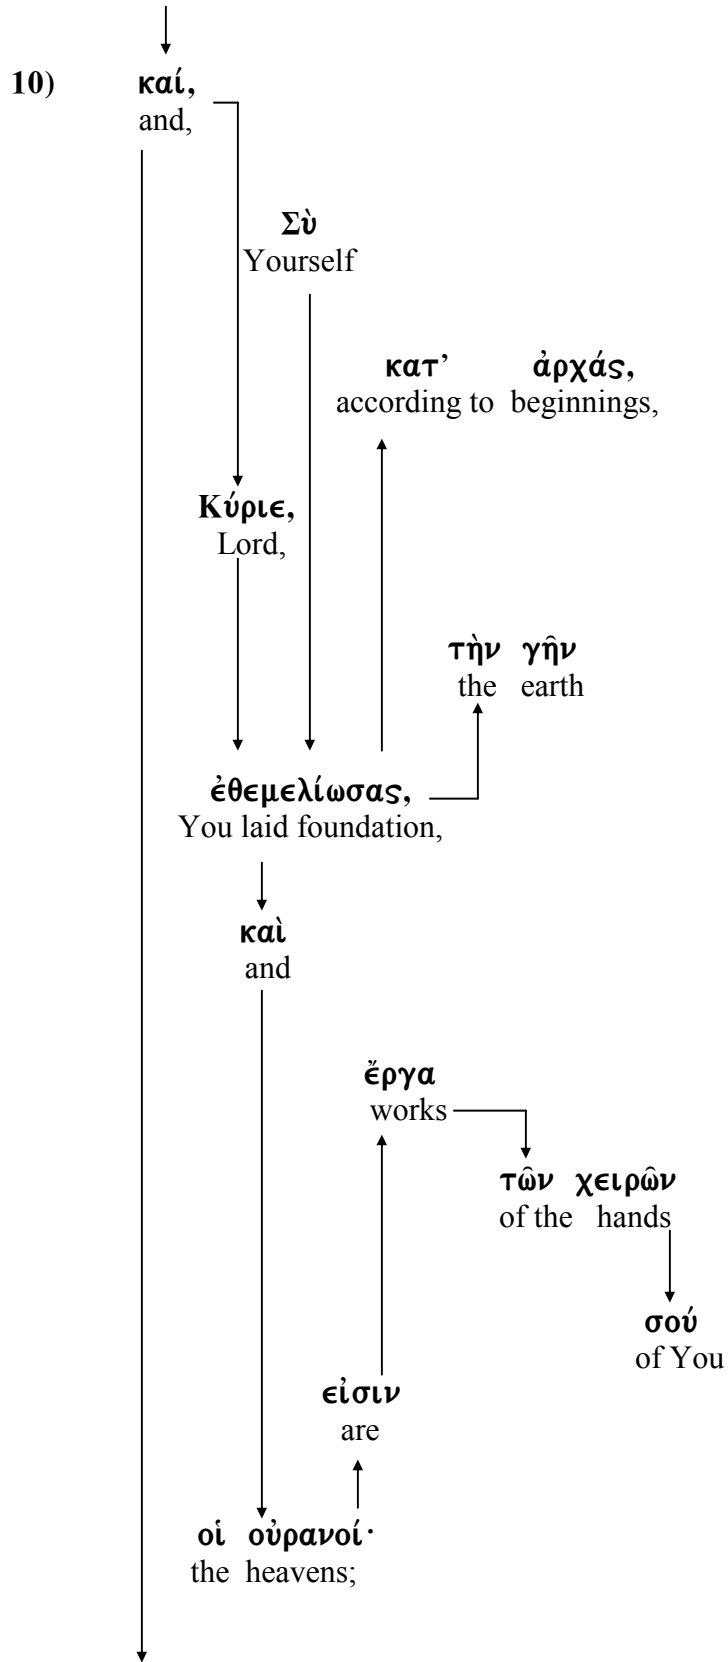 10) καί,
and,
Σὺ
Yourself
κατ’ ἀρχάς,
according to beginnings,
Κύριε,
Lord,
τὴν γῆν
the earth
ἐθεμελίωσας,
You laid foundation,
καὶ
and
ἔργα
works
τῶν χειρῶν
of the hands
σού
of You
εἰσιν
are
οἱ οὐρανοί·
the heavens;